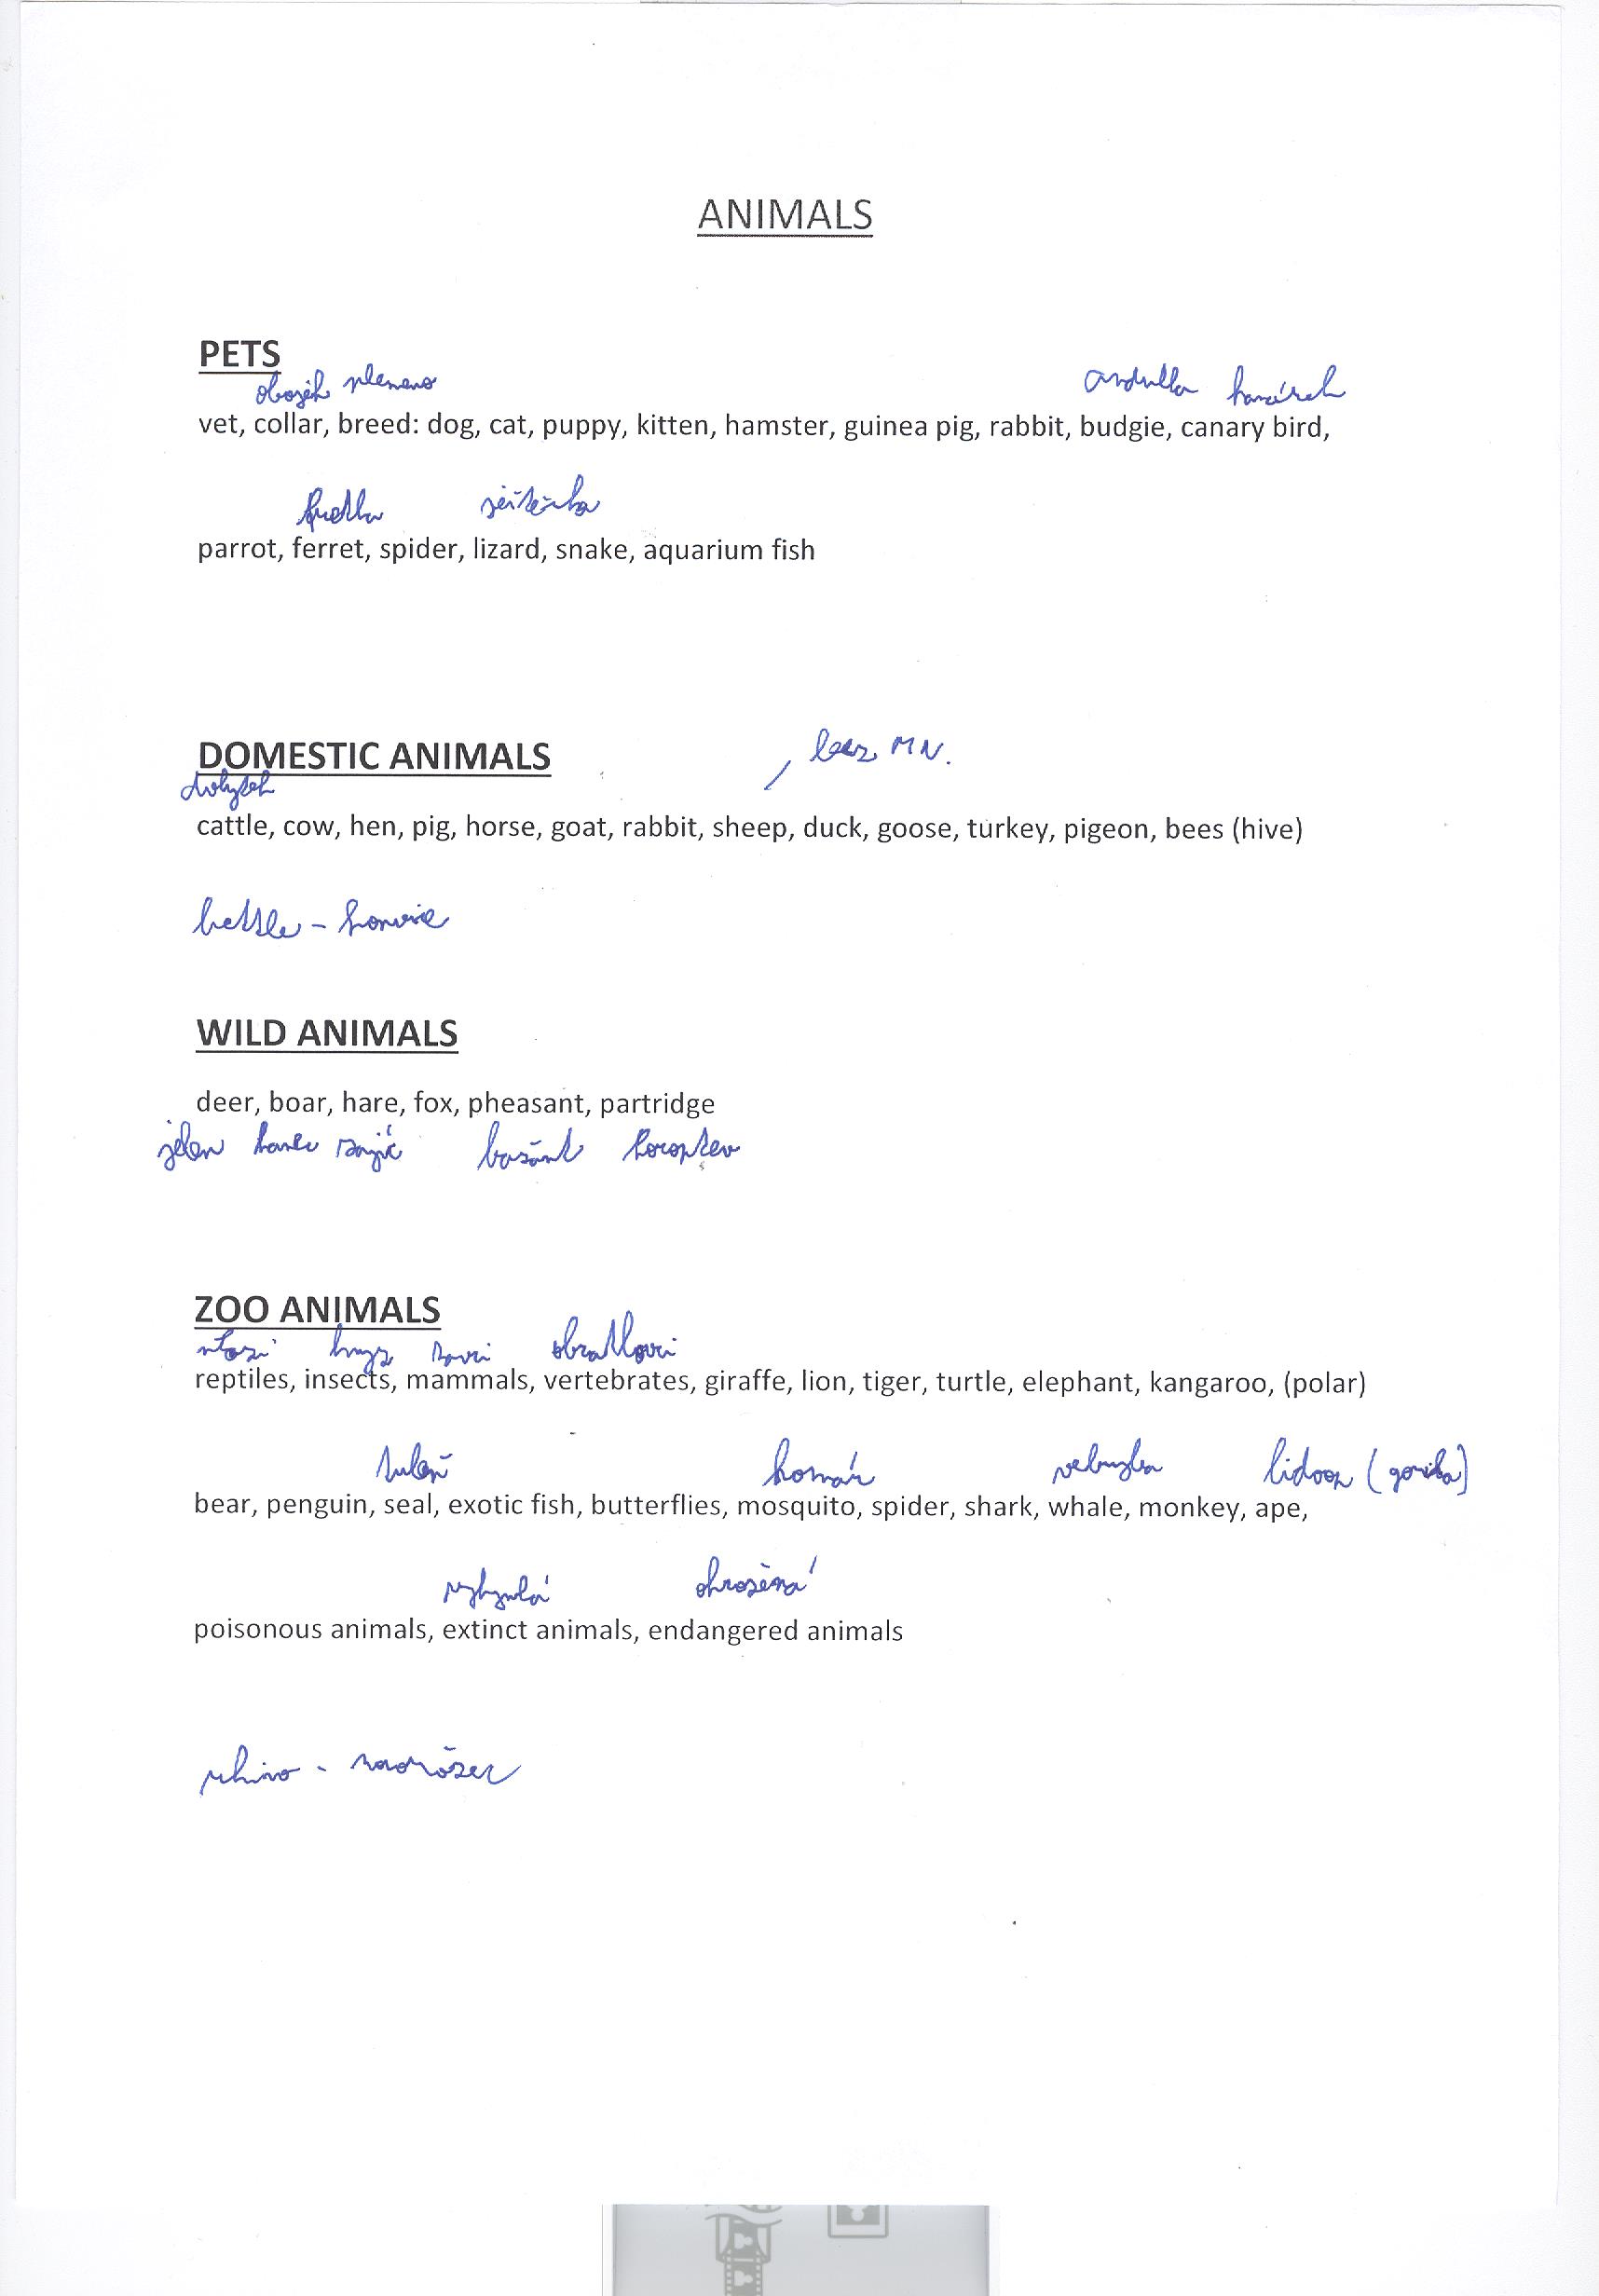 ANIMALS
PETS
obojek plemeno andulka kanárek
vet, collar, breed: dog, cat, puppy, kitten, hamster, guinea pig, rabbit, budgie, canary bird,
fretka ještěrka
parrot, ferret, spider, lizard, snake, aquarium fish
DOMESTIC ANIMALS
bez MN.
dobytek
cattle, cow, hen, pig, horse, goat, rabbit, sheep, duck, goose, turkey, pigeon, bees (hive)
WILD ANIMALS
deer, boar, hare, fox, pheasant, partridge
jelen kanec zajíc bažant koroptev
ZOO ANIMALS
hmyz savci obratlovci
reptiles, insects, mammals, vertebrates, giraffe, lion, tiger, turtle, elephant, kangaroo, (polar)
tuleň komár velryba lidoop (gorila)
bear, penguin, seal, exotic fish, butterflies, mosquito, spider, shark, whale, monkey, ape,
vyhynulá ohrožená
poisonous animals, extinct animals, endangered animals
rhino - nosorožec